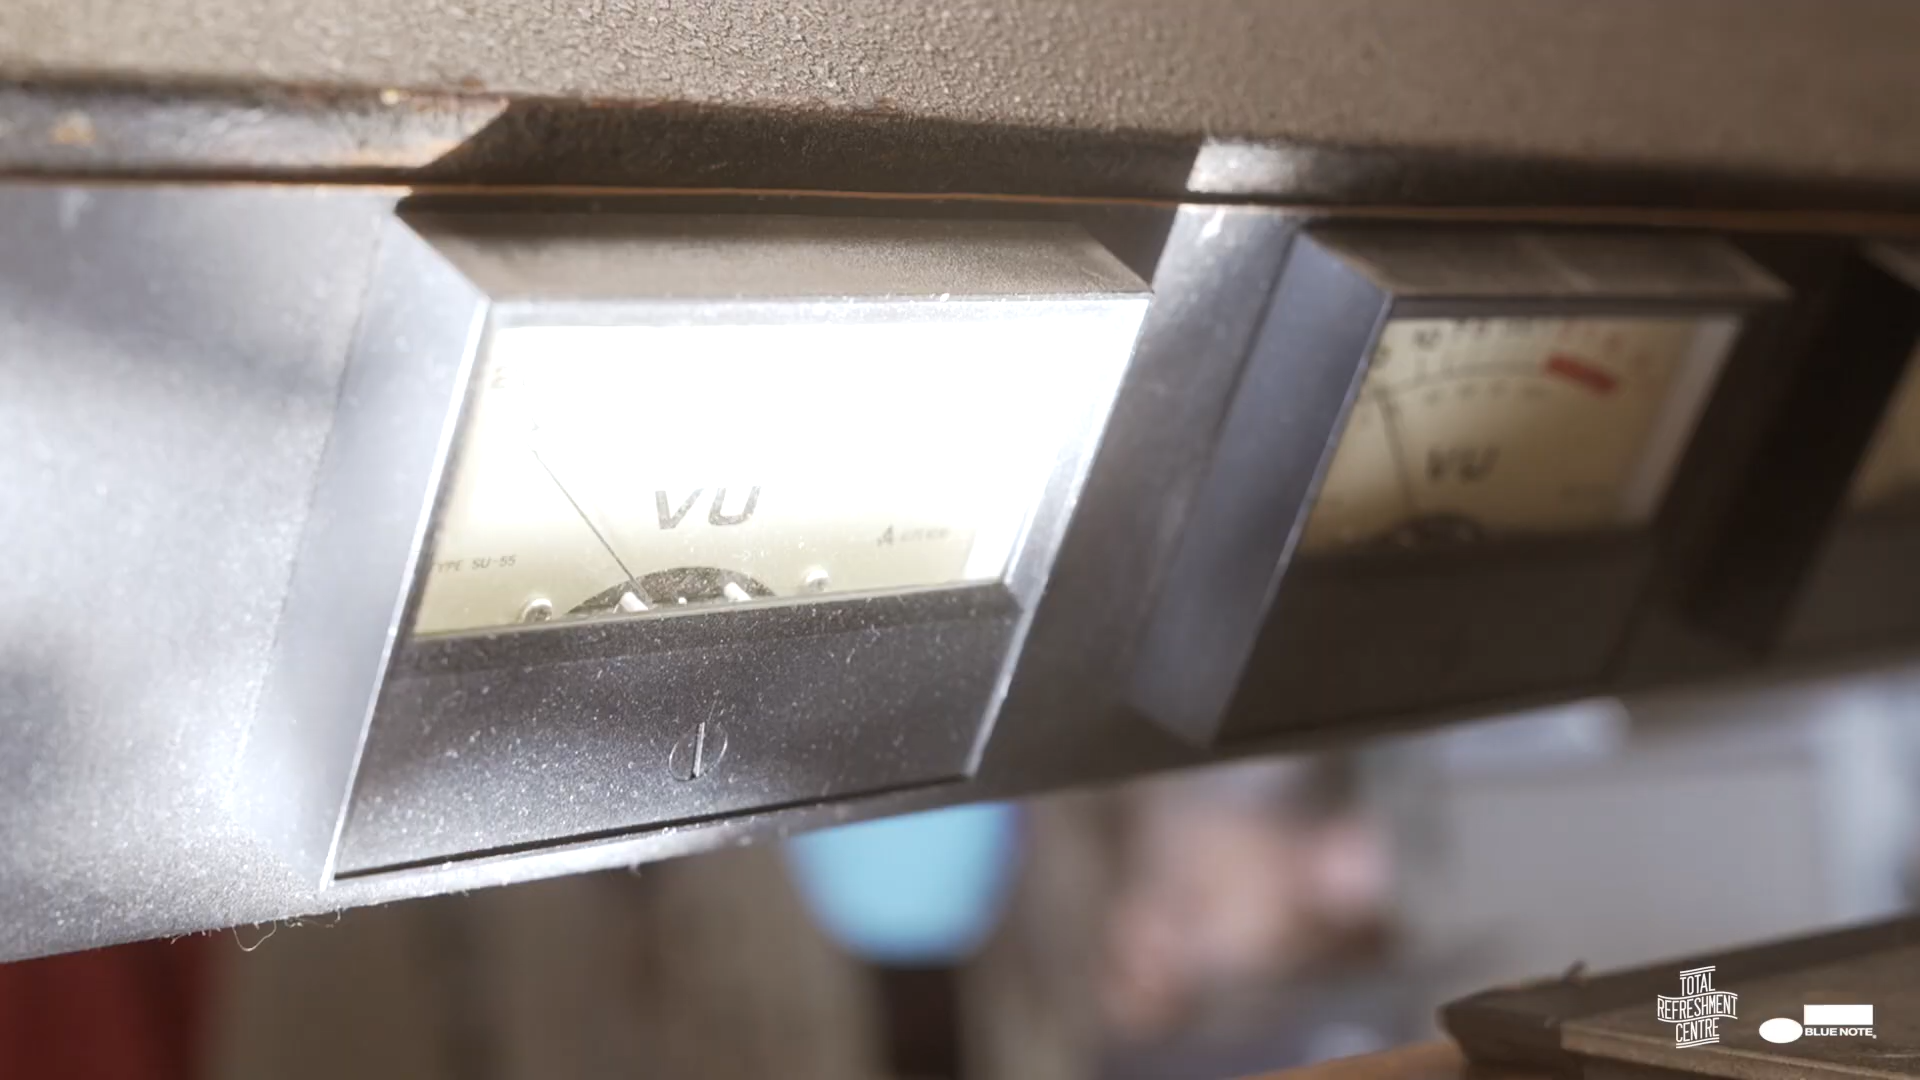 VU
TYPE SU-55
VU
TOTAL
REFRESHMENT
CENTRE
BLUE NOTE